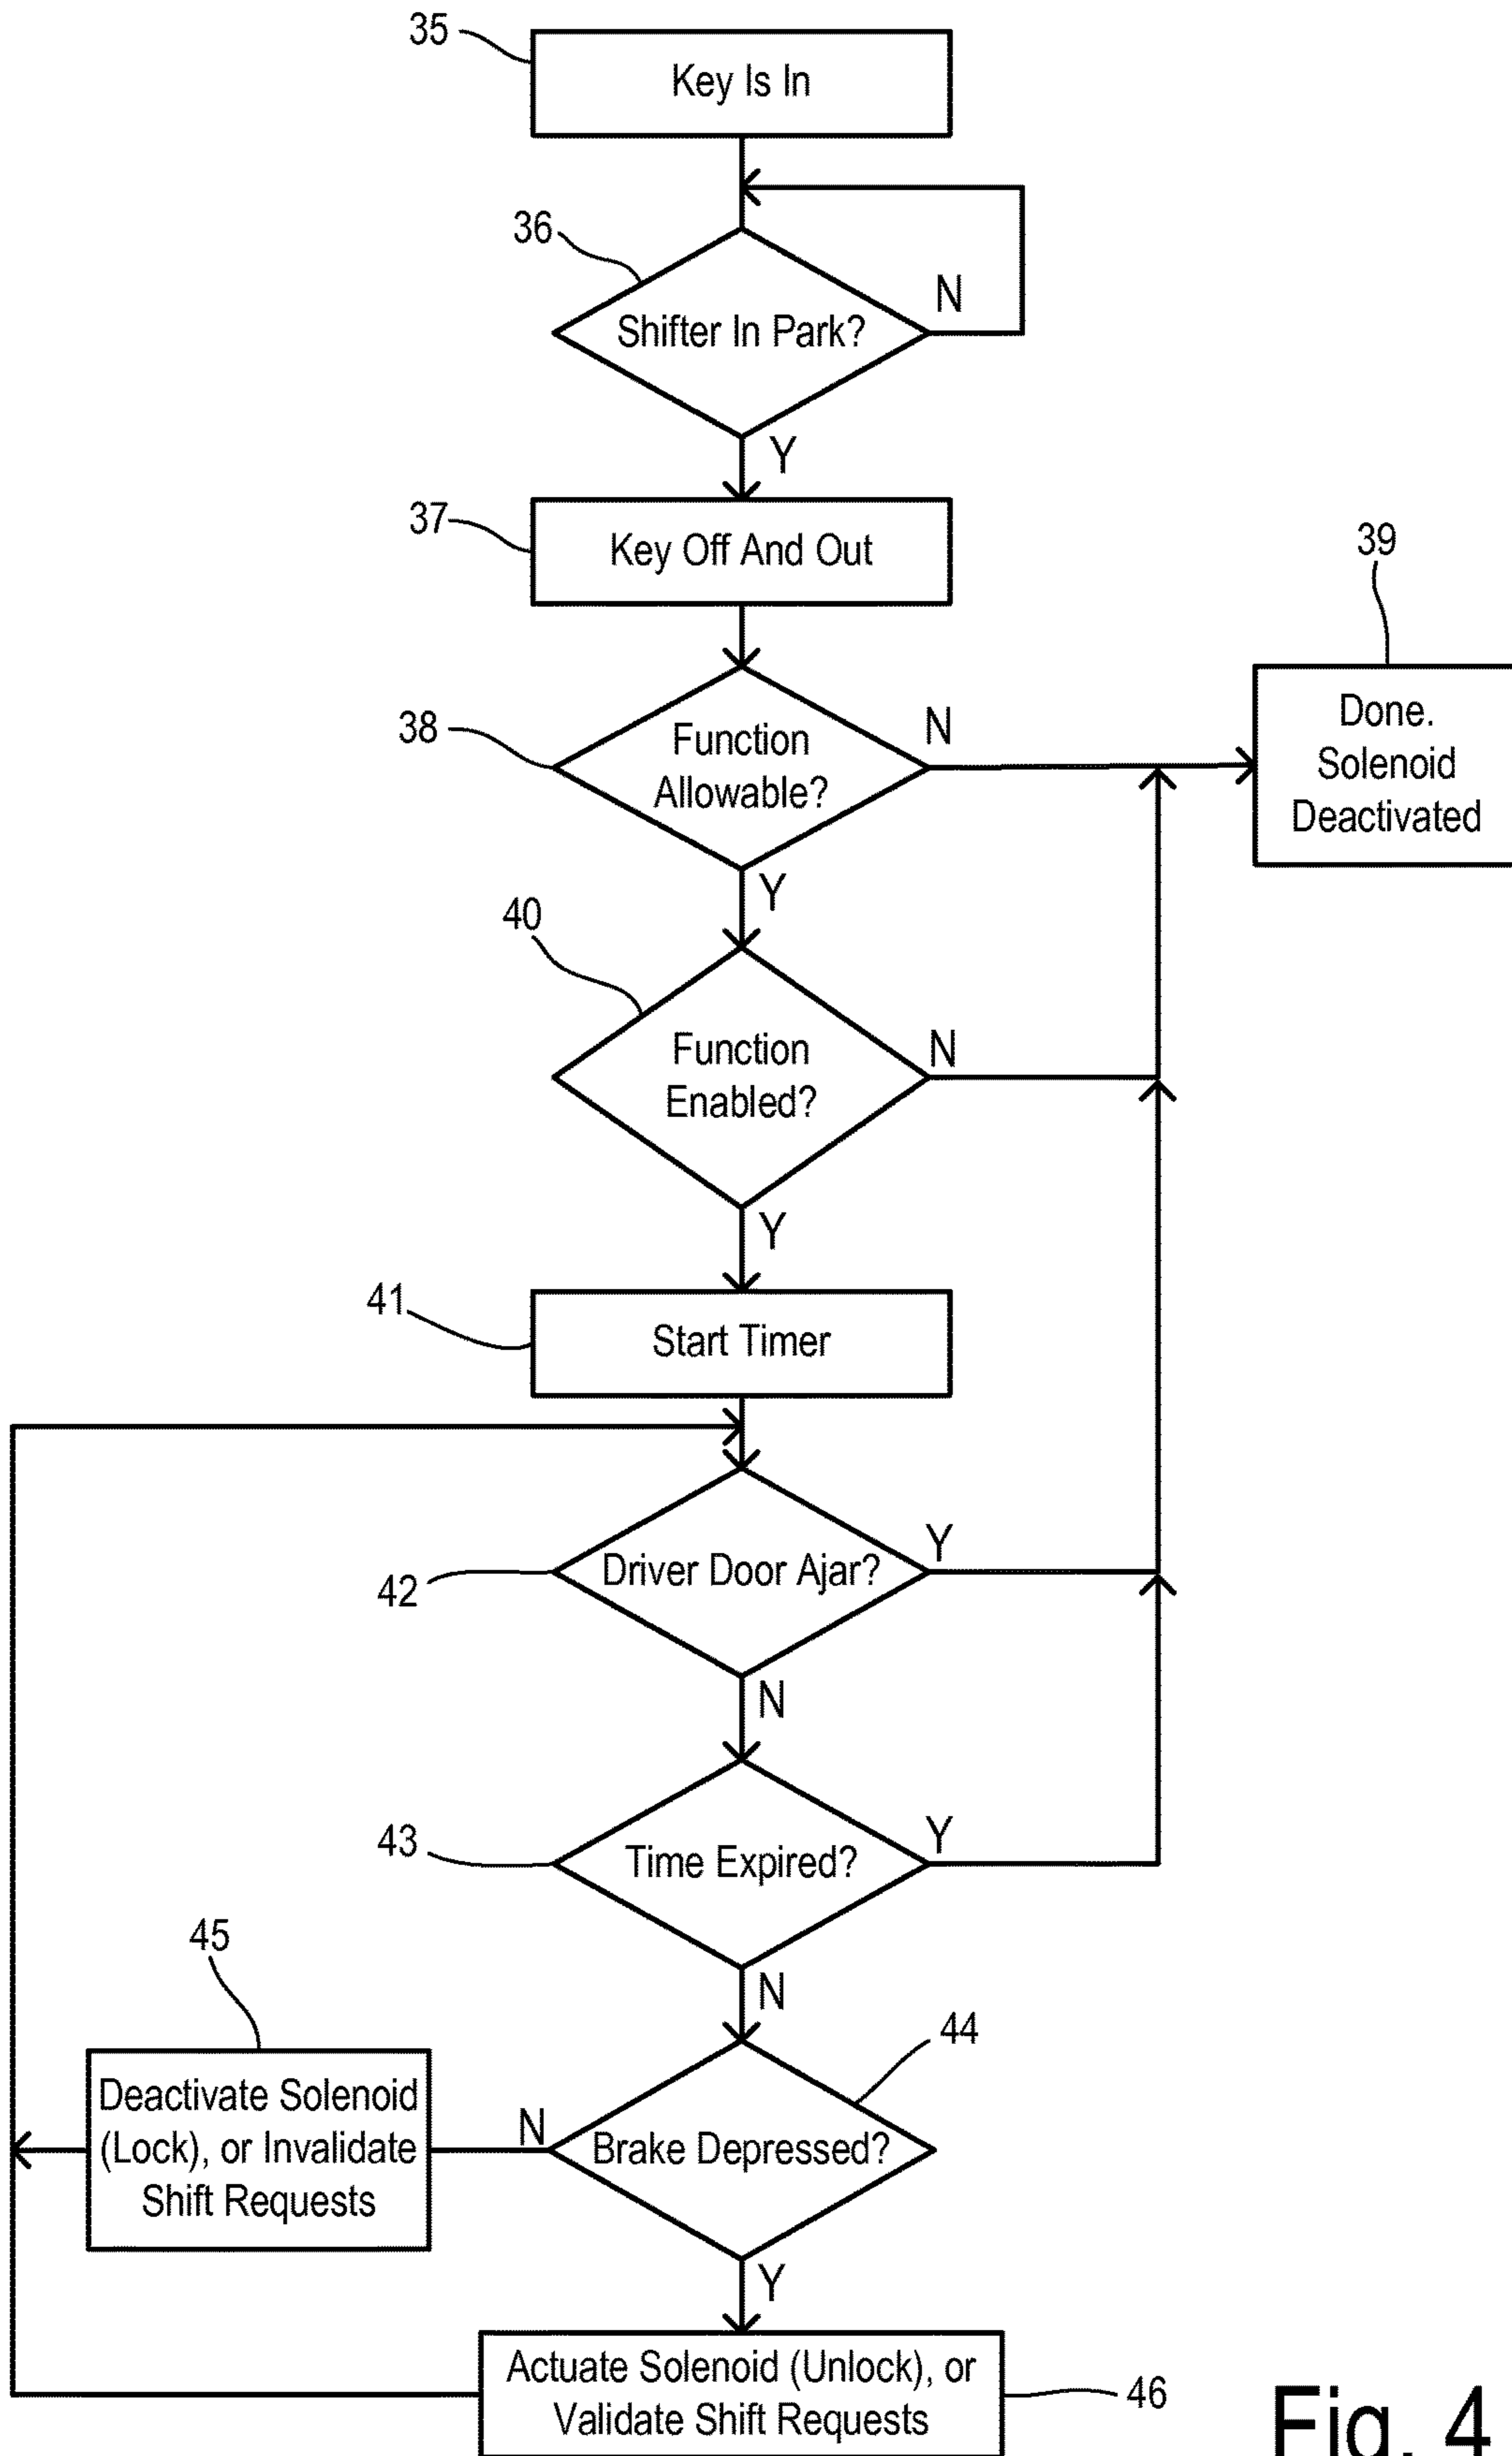 35
Key Is In
36
N
Shifter In Park?
Y
37
Key Off And Out
39
Done.
Solenoid
Deactivated
38
N
Function
Allowable?
Y
40
N
Function
Enabled?
Y
41
Start Timer
Y
Driver Door Ajar?
42
N
Y
43
Time Expired?
N
45
44
Deactivate Solenoid
(Lock), or Invalidate
Shift Requests
N
Brake Depressed?
Y
Actuate Solenoid (Unlock), or
Validate Shift Requests
46
Fig. 4